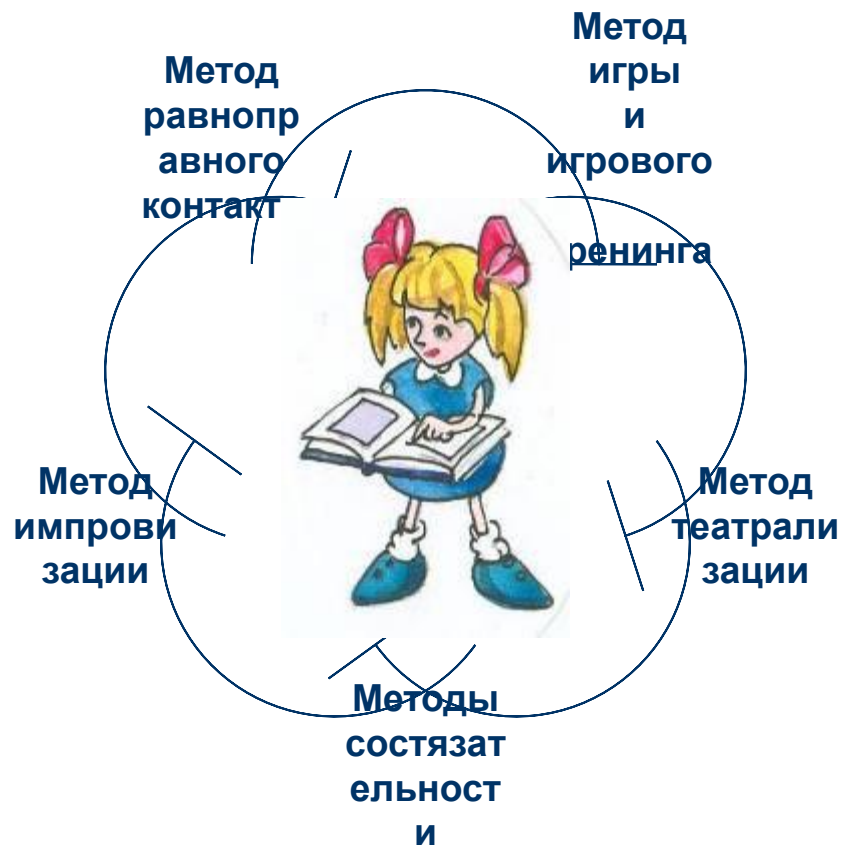 Метод
равнопр
авного
контакт
Метод
игры
и
игрового
ренинга
Метод
импрови
зации
Метод
театрали
зации
Методы
состязат
ельност
и